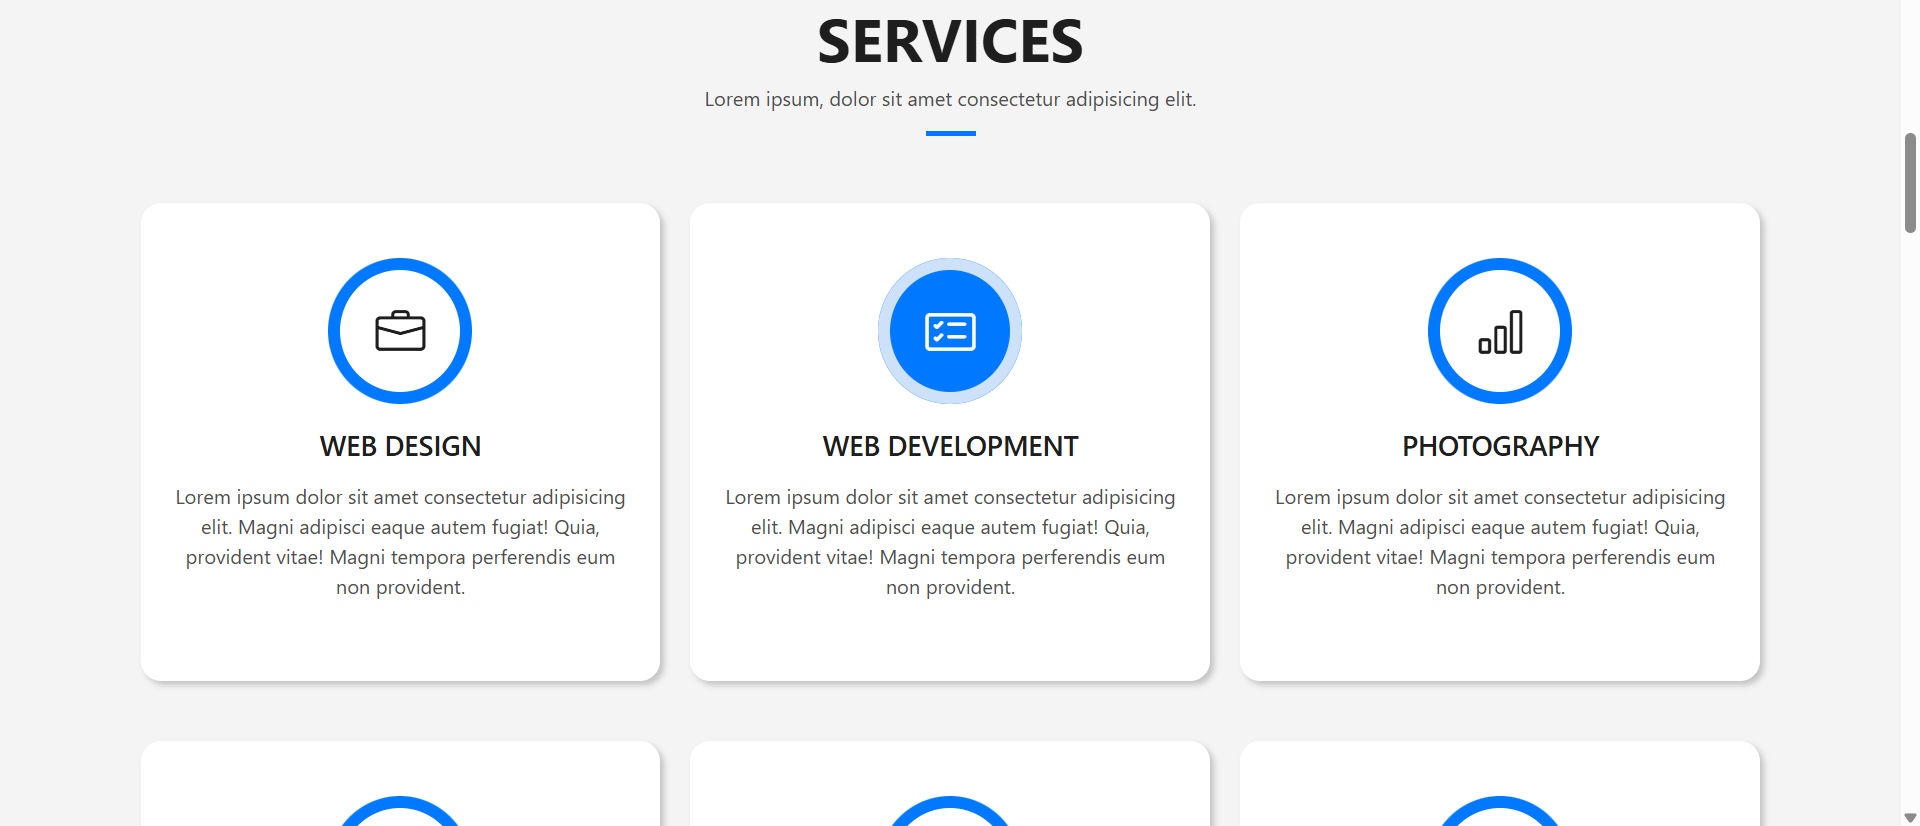 SERVICES
Lorem ipsum, dolor sit amet consectetur adipisicing elit.
WEB DESIGN
Lorem ipsum dolor sit amet consectetur adipisicing
elit. Magni adipisci eaque autem fugiat! Quia,
provident vitae! Magni tempora perferendis eum
non provident.
WEB DEVELOPMENT
Lorem ipsum dolor sit amet consectetur adipisicing
elit. Magni adipisci eaque autem fugiat! Quia,
provident vitae! Magni tempora perferendis eum
non provident.
PHOTOGRAPHY
Lorem ipsum dolor sit amet consectetur adipisicing
elit. Magni adipisci eaque autem fugiat! Quia,
provident vitae! Magni tempora perferendis eum
non provident.